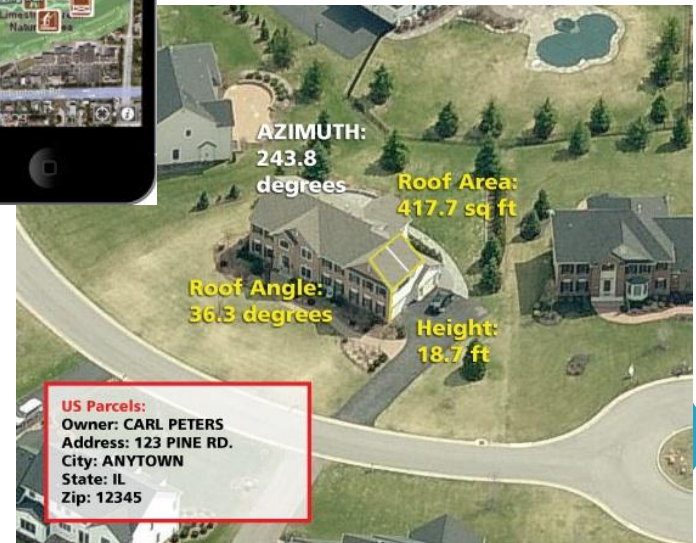 Natur
AZIMUTH:
243.8
degrees
Roof Area:
417.7 sq ft
Roof Angle:
36.3 degrees
Height:
18.7 ft
US Parcels:
Owner: CARL PETERS
Address: 123 PINE RD.
City: ANYTOWN
State: IL
Zip: 12345